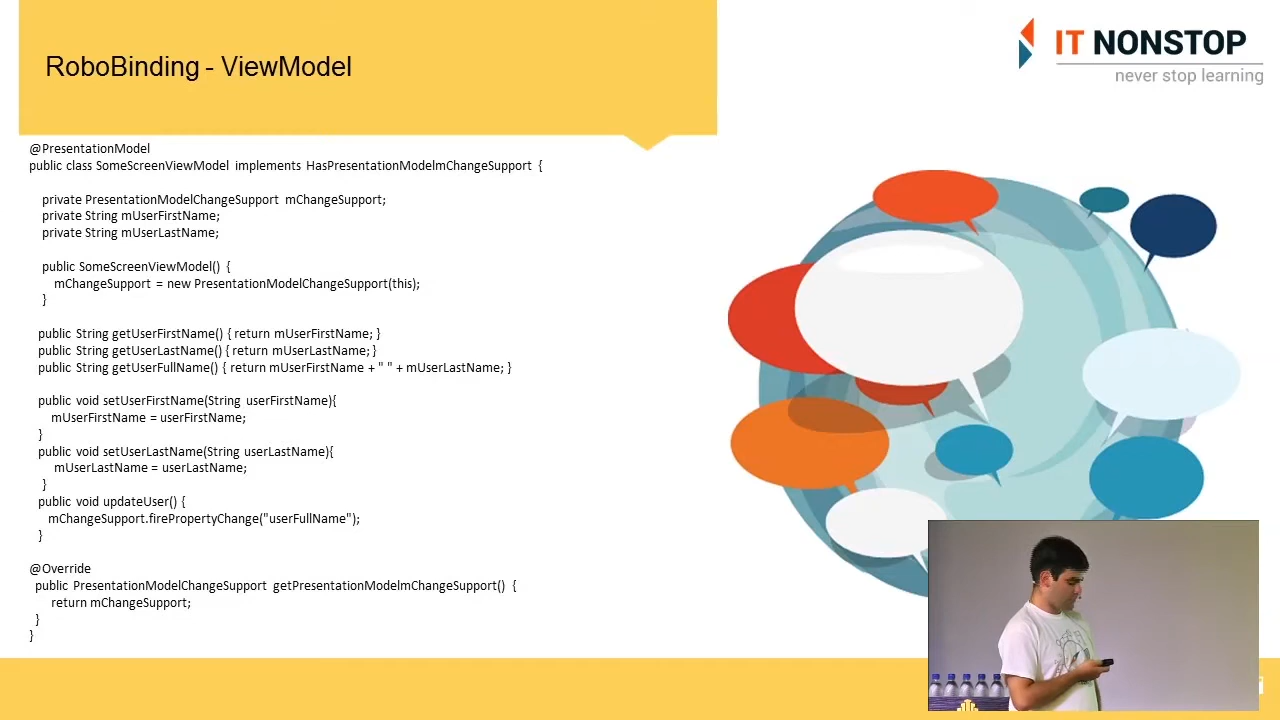 RoboBinding - ViewModel
IT NONSTOP
never stop learning
@PresentationModel
public class SomeScreenViewModel implements HasPresentationModelmChangeSupport {
private PresentationModelChangeSupport mChangeSupport;
private String mUserFirstName;
private String mUserLastName;
public SomeScreenViewModel() {
mChangeSupport = new PresentationModelChangeSupport(this);
}
public String getUserFirstName() { return mUserFirstName; }
public String getUserLastName() { return mUserLastName; }
public String getUserFullName() { return mUserFirstName + " " + mUserLastName; }
public void setUserFirstName(String userFirstName){
mUserFirstName = userFirstName;
}
public void setUserLastName(String userLastName){
mUserLastName = userLastName;
}
public void updateUser() {
mChangeSupport.firePropertyChange("userFullName");
}
@Override
public PresentationModelChangeSupport getPresentationModelmChangeSupport() {
return mChangeSupport;
}
}